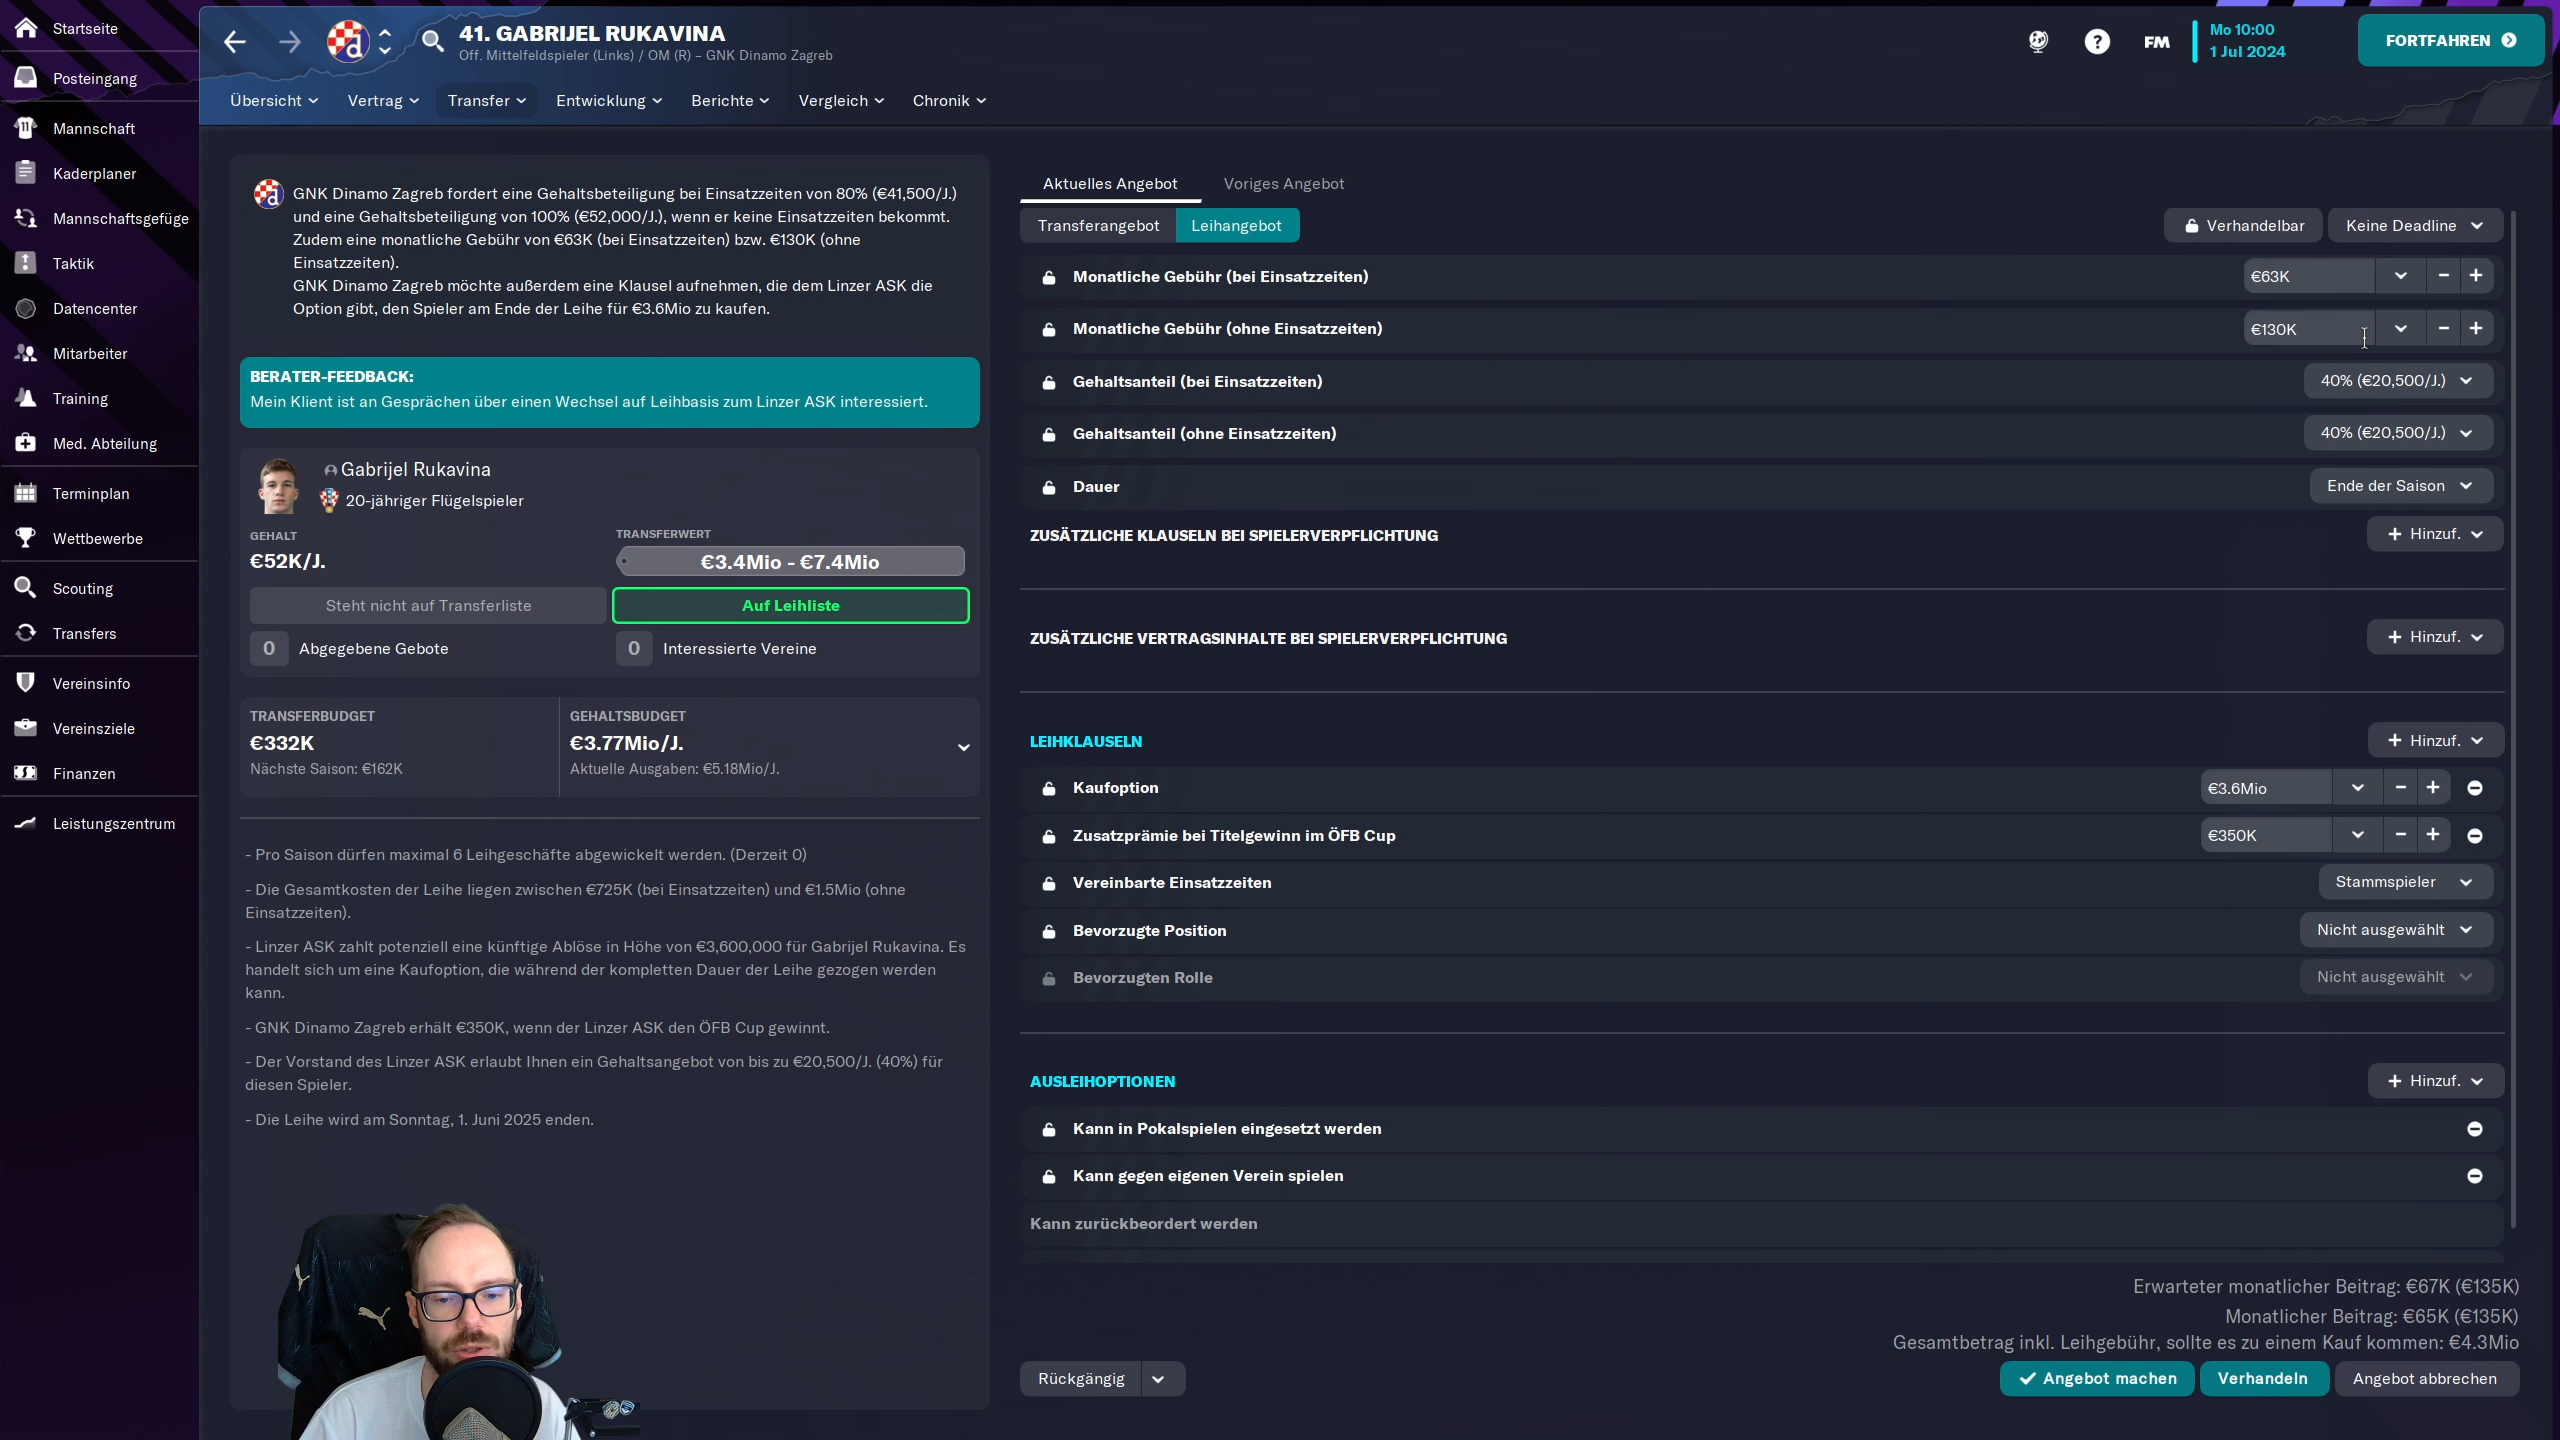 Startseite
Posteingang
Mannschaft
Kaderplaner
Mannschaftsgefüge
Taktik
Datencenter
Mitarbeiter
Training
Med. Abteilung
Terminplan
Wettbewerbe
Scouting
Transfers
Vereinsinfo
Vereinsziele
Finanzen
Leistungszentrum
41. GABRIJEL RUKAVINA
Off. Mittelfeldspieler (Links) / OM (R) – GNK Dinamo Zagreb
FM
Mo 10:00
1 Jul 2024
FORTFAHREN
Übersicht
Vertrag
Transfer
Entwicklung
Berichte
Vergleich
Chronik
GNK Dinamo Zagreb fordert eine Gehaltsbeteiligung bei Einsatzzeiten von 80% (€41,500/J.)
und eine Gehaltsbeteiligung von 100% (€52,000/J.), wenn er keine Einsatzzeiten bekommt.
Zudem eine monatliche Gebühr von €63K (bei Einsatzzeiten) bzw. €130K (ohne
Einsatzzeiten).
GNK Dinamo Zagreb möchte außerdem eine Klausel aufnehmen, die dem Linzer ASK die
Option gibt, den Spieler am Ende der Leihe für €3.6Mio zu kaufen.
BERATER-FEEDBACK:
Mein Klient ist an Gesprächen über einen Wechsel auf Leihbasis zum Linzer ASK interessiert.
Gabrijel Rukavina
20-jähriger Flügelspieler
GEHALT
€52K/J.
TRANSFERWERT
€3.4Mio - €7.4Mio
Steht nicht auf Transferliste
Auf Leihliste
0 Abgegebene Gebote
0 Interessierte Vereine
TRANSFERBUDGET
€332K
Nächste Saison: €162K
GEHALTSBUDGET
€3.77Mio/J.
Aktuelle Ausgaben: €5.18Mio/J.
- Pro Saison dürfen maximal 6 Leihgeschäfte abgewickelt werden. (Derzeit 0)
- Die Gesamtkosten der Leihe liegen zwischen €725K (bei Einsatzzeiten) und €1.5Mio (ohne
Einsatzzeiten).
- Linzer ASK zahlt potenziell eine künftige Ablöse in Höhe von €3,600,000 für Gabrijel Rukavina. Es
handelt sich um eine Kaufoption, die während der kompletten Dauer der Leihe gezogen werden
kann.
- GNK Dinamo Zagreb erhält €350K, wenn der Linzer ASK den ÖFB Cup gewinnt.
- Der Vorstand des Linzer ASK erlaubt Ihnen ein Gehaltsangebot von bis zu €20,500/J. (40%) für
diesen Spieler.
- Die Leihe wird am Sonntag, 1. Juni 2025 enden.
Aktuelles Angebot
Voriges Angebot
Transferangebot
Leihangebot
Verhandelbar
Keine Deadline
Monatliche Gebühr (bei Einsatzzeiten) €63K
Monatliche Gebühr (ohne Einsatzzeiten) €130K
Gehaltsanteil (bei Einsatzzeiten) 40% (€20,500/J.)
Gehaltsanteil (ohne Einsatzzeiten) 40% (€20,500/J.)
Dauer Ende der Saison
ZUSÄTZLICHE KLAUSELN BEI SPIELERVERPFLICHTUNG + Hinzuf.
ZUSÄTZLICHE VERTRAGSINHALTE BEI SPIELERVERPFLICHTUNG + Hinzuf.
LEIHKLAUSELN + Hinzuf.
Kaufoption €3.6Mio
Zusatzprämie bei Titelgewinn im ÖFB Cup €350K
Vereinbarte Einsatzzeiten Stammspieler
Bevorzugte Position Nicht ausgewählt
Bevorzugten Rolle Nicht ausgewählt
AUSLEIHOPTIONEN + Hinzuf.
Kann in Pokalspielen eingesetzt werden
Kann gegen eigenen Verein spielen
Kann zurückbeordert werden
Erwarteter monatlicher Beitrag: €67K (€135K)
Monatlicher Beitrag: €65K (€135K)
Gesamtbetrag inkl. Leihgebühr, sollte es zu einem Kauf kommen: €4.3Mio
Rückgängig
Angebot machen
Verhandeln
Angebot abbrechen